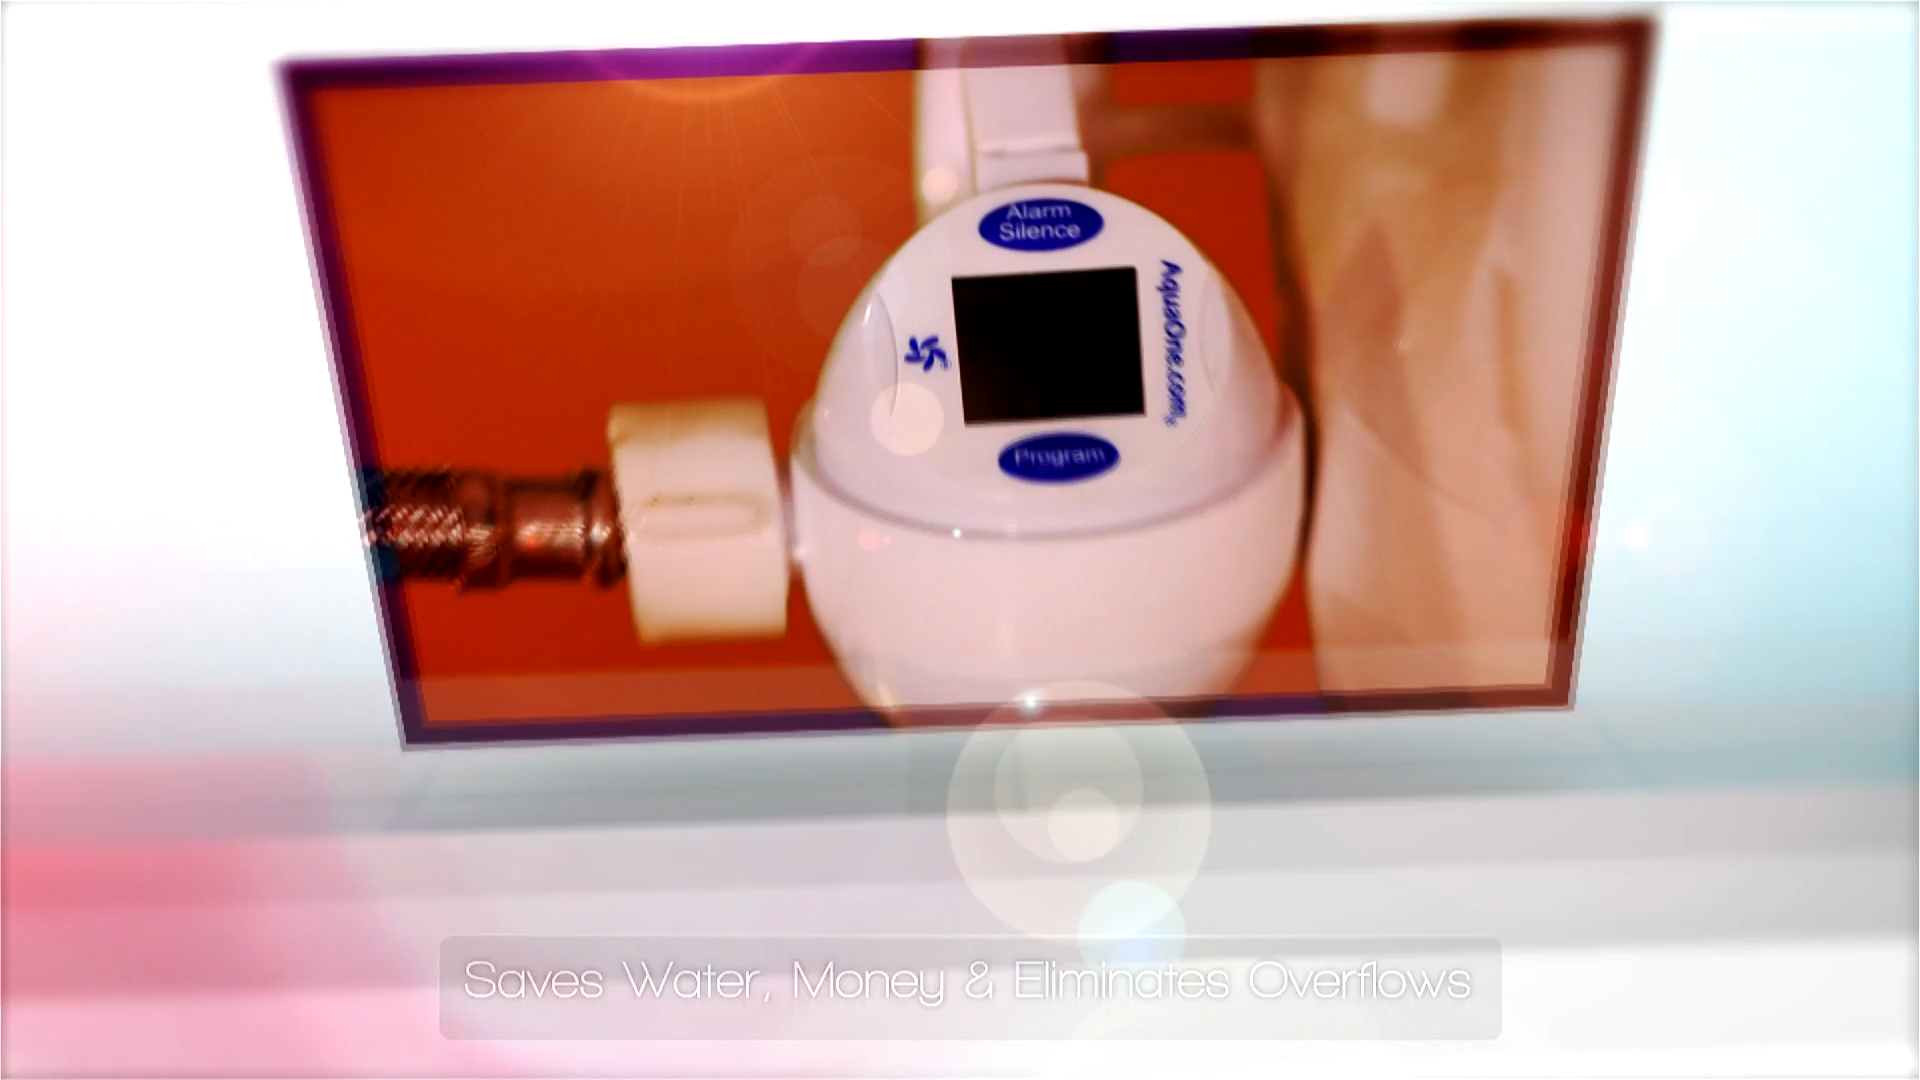 Alarm
Silence
AquaOne.com
Program
Saves Water, Money & Eliminates Overflows